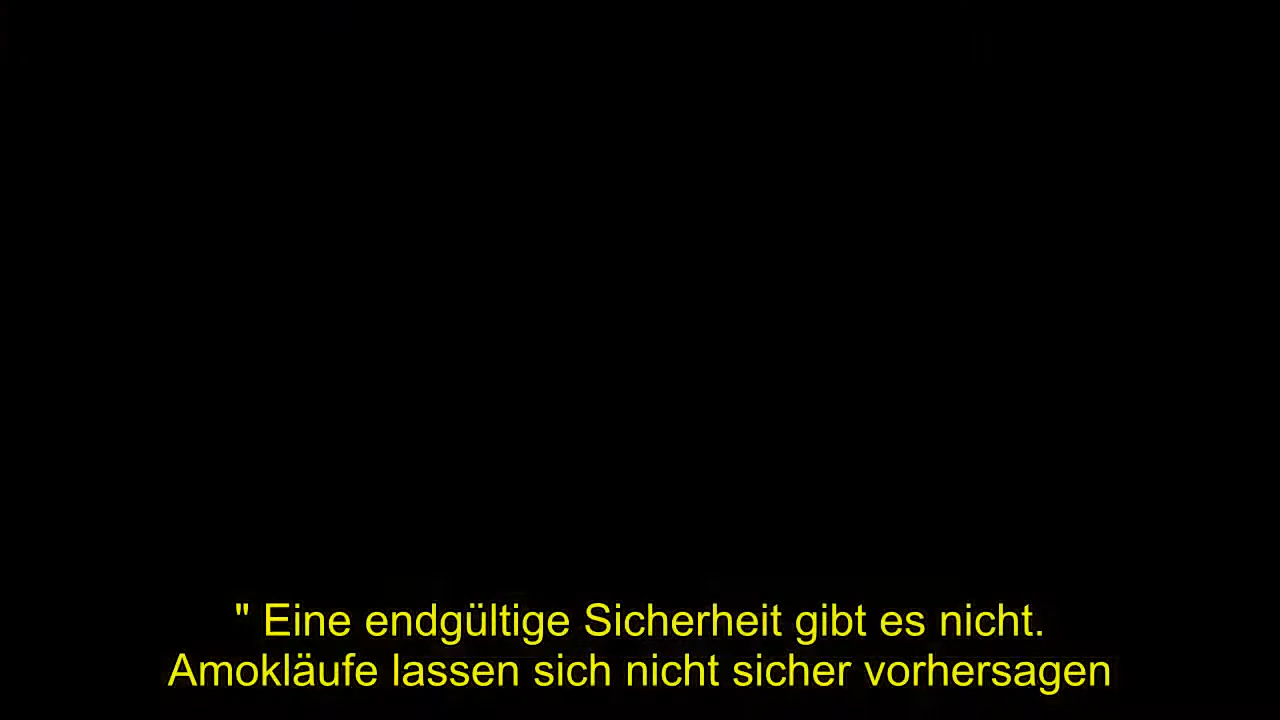 " Eine endgültige Sicherheit gibt es nicht.
Amokläufe lassen sich nicht sicher vorhersagen